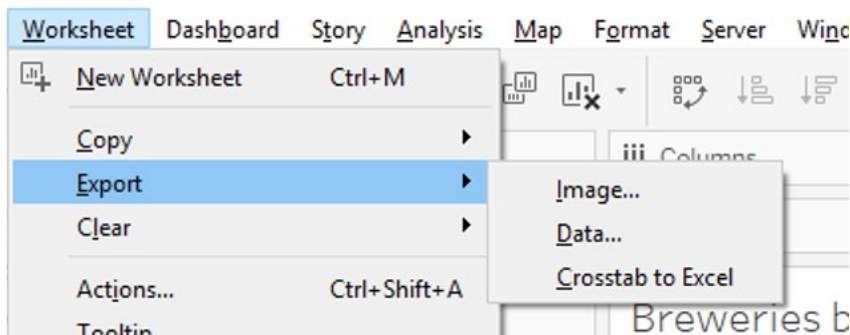 Worksheet Dashboard Story Analysis Map Format Server
New Worksheet Ctrl+M
Copy
Export
Clear
Actions... Ctrl+Shift+A
Tooltip
Columns
Image...
Data...
Crosstab to Excel
Breweries